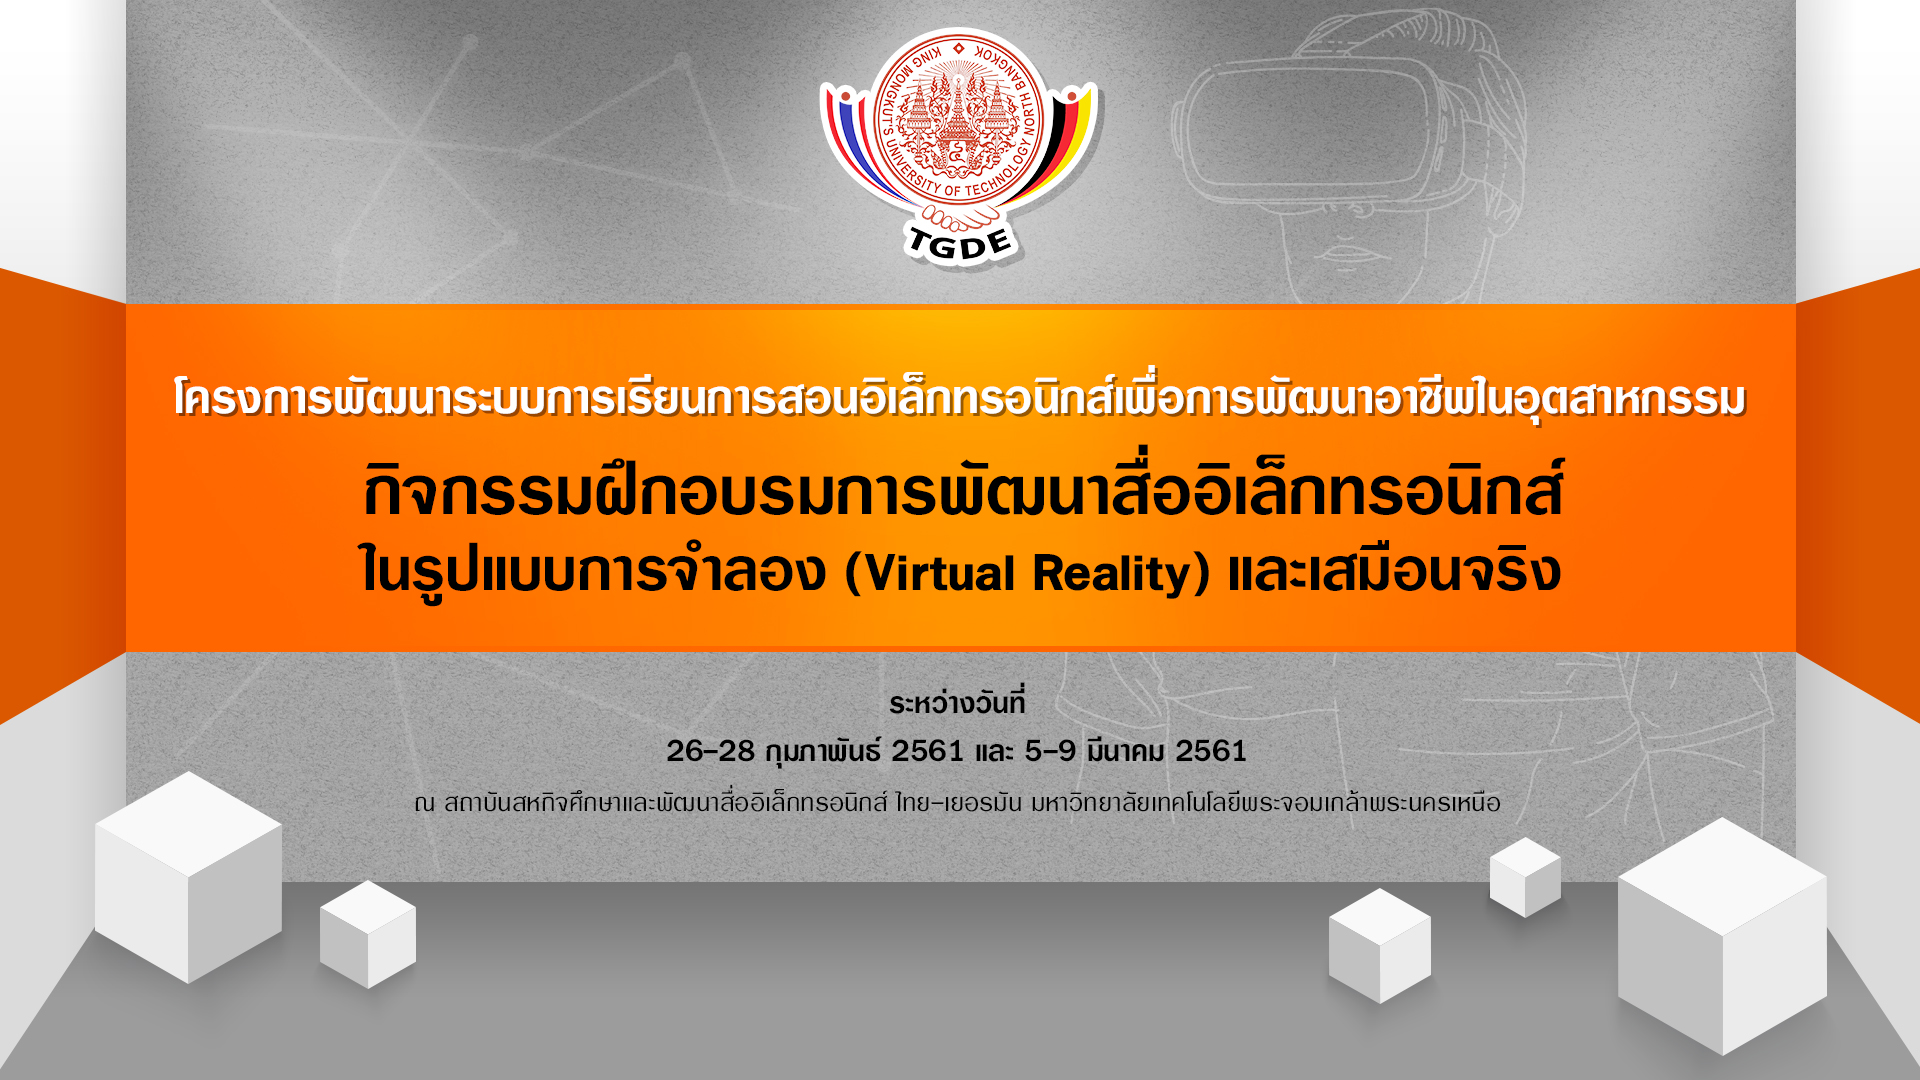 KING MONGKUT'S UNIVERSITY OF TECHNOLOGY NORTH BANGKOK
TGDE
โครงการพัฒนาระบบการเรียนการสอนอิเล็กทรอนิกส์เพื่อการพัฒนาอาชีพในอุตสาหกรรม
กิจกรรมฝึกอบรมการพัฒนาสื่ออิเล็กทรอนิกส์
ในรูปแบบการจำลอง (Virtual Reality) และเสมือนจริง
ระหว่างวันที่
26-28 กุมภาพันธ์ 2561 และ 5-9 มีนาคม 2561
ณ สถาบันสหกิจศึกษาและพัฒนาสื่ออิเล็กทรอนิกส์ ไทย-เยอรมัน มหาวิทยาลัยเทคโนโลยีพระจอมเกล้าพระนครเหนือ